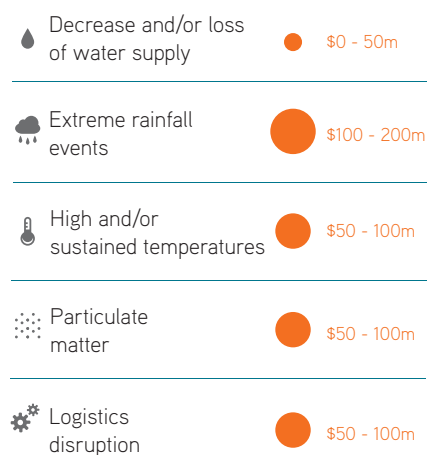 Decrease and/or loss
of water supply
$0 - 50m
Extreme rainfall
events
$100 - 200m
High and/or
sustained temperatures
$50 - 100m
Particulate
matter
$50 - 100m
Logistics
disruption
$50 - 100m